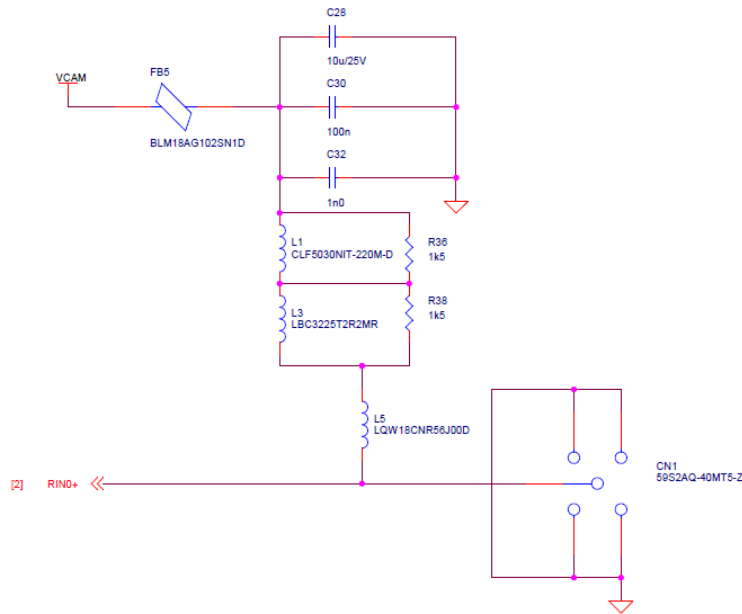 C28
10u/25V
VCAM
FB5
BLM18AG102SN1D
C30
100n
C32
1n0
L1
CLF5030NIT-220M-D
R36
1k5
L3
LBC3225T2R2MR
R38
1k5
L5
LQW18CNR56J00D
CN1
59S2AQ-40MT5-Z
[2] RIN0+